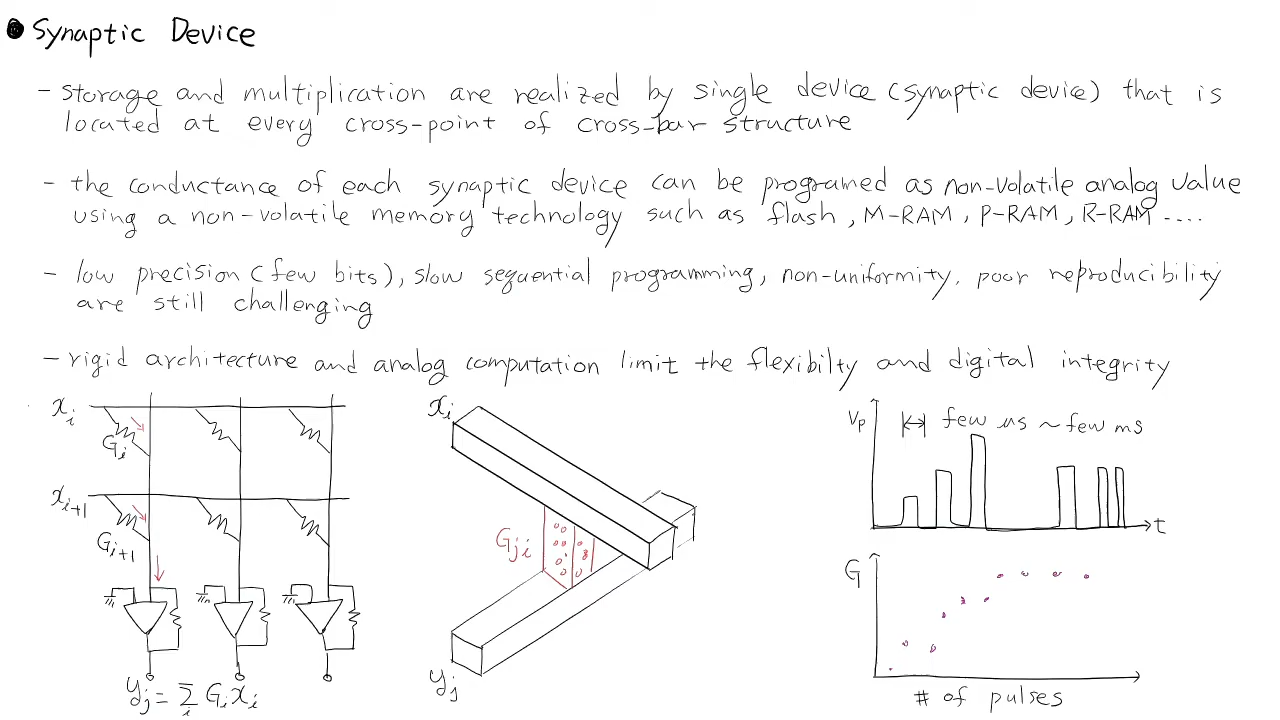 ● Synaptic Device
- storage and multiplication are realized by single device (synaptic device) that is
located at every cross-point of cross-bar structure
- the conductance of each synaptic device can be programed as non-volatile analog value
using a non-volatile memory technology such as flash, M-RAM, P-RAM, R-RAM ....
- low precision (few bits), slow sequential programming, non-uniformity, poor reproducibility
are still challenging
- rigid architecture and analog computation limit the flexibilty and digital integrity
xi
Gi
xi+1
Gi+1
yj = Σi Gi xi
xi
Gji
yj
Vp
few µs ~ few ms
t
G
# of pulses